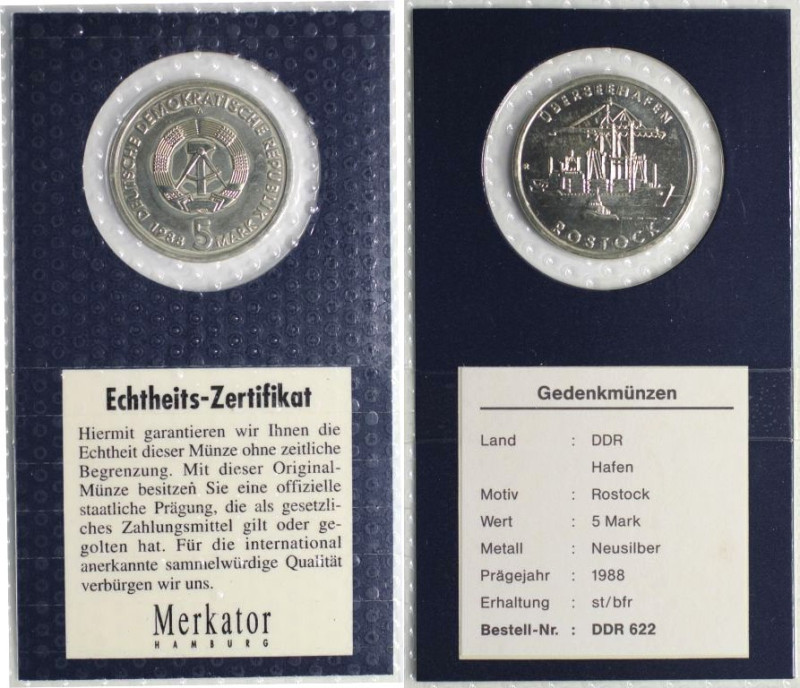 DEUTSCHE DEMOKRATISCHE REPUBLIK
1988 5 MARK
Echtheits-Zertifikat
Hiermit garantieren wir Ihnen die
Echtheit dieser Münze ohne zeitliche
Begrenzung. Mit dieser Original-
Münze besitzen Sie eine offizielle
staatliche Prägung, die als gesetzli-
ches Zahlungsmittel gilt oder ge-
golten hat. Für die international
anerkannte sammelwürdige Qualität
verbürgen wir uns.
Merkator
HAMBURG
ÜBERSEEHAFEN
ROSTOCK
Gedenkmünzen
Land : DDR
Hafen
Motiv : Rostock
Wert : 5 Mark
Metall : Neusilber
Prägejahr : 1988
Erhaltung : st/bfr
Bestell-Nr. : DDR 622